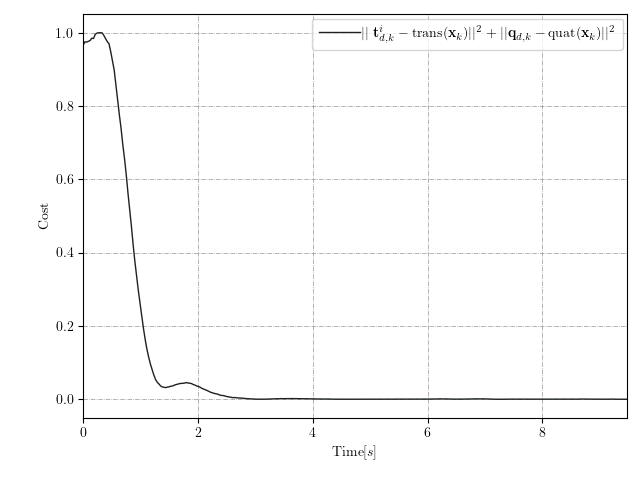 || t^i_{d,k} − trans(x_k)||^2 + ||q_{d,k} − quat(x_k)||^2
1.0
0.8
0.6
0.4
0.2
0.0
Cost
0 2 4 6 8
Time[s]